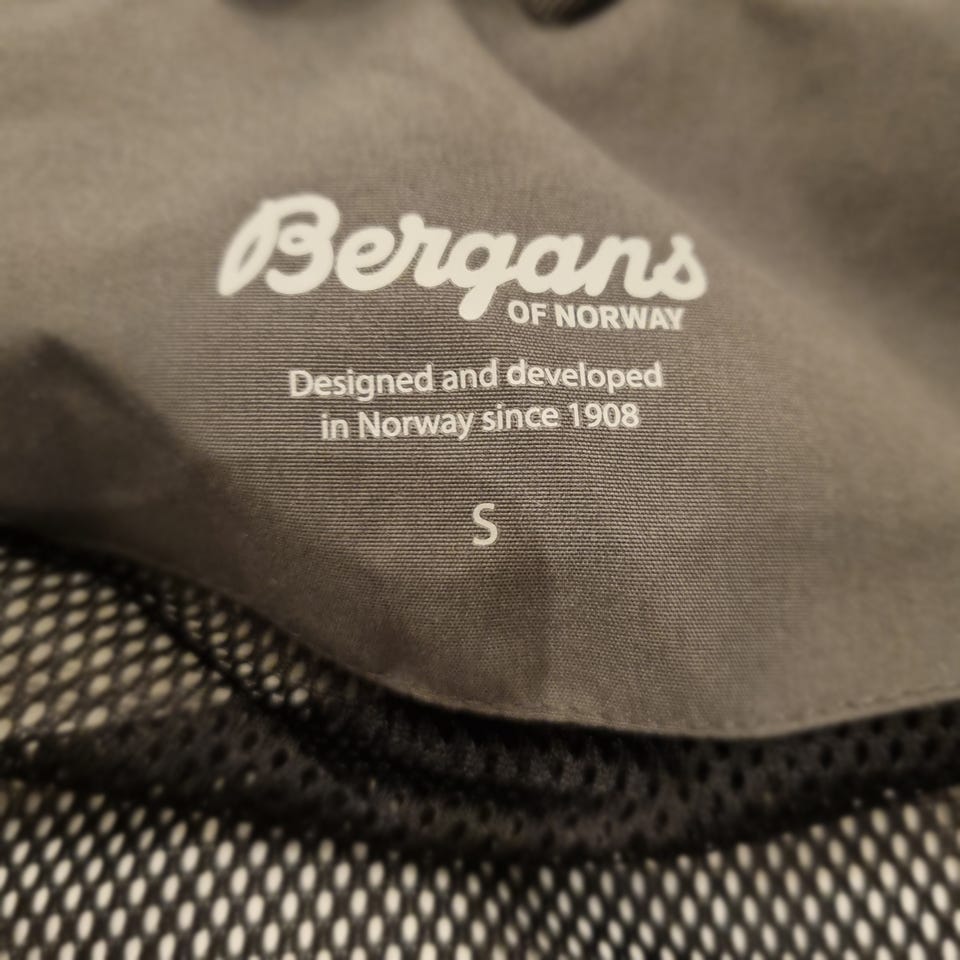 Bergans
OF NORWAY
Designed and developed
in Norway since 1908
S